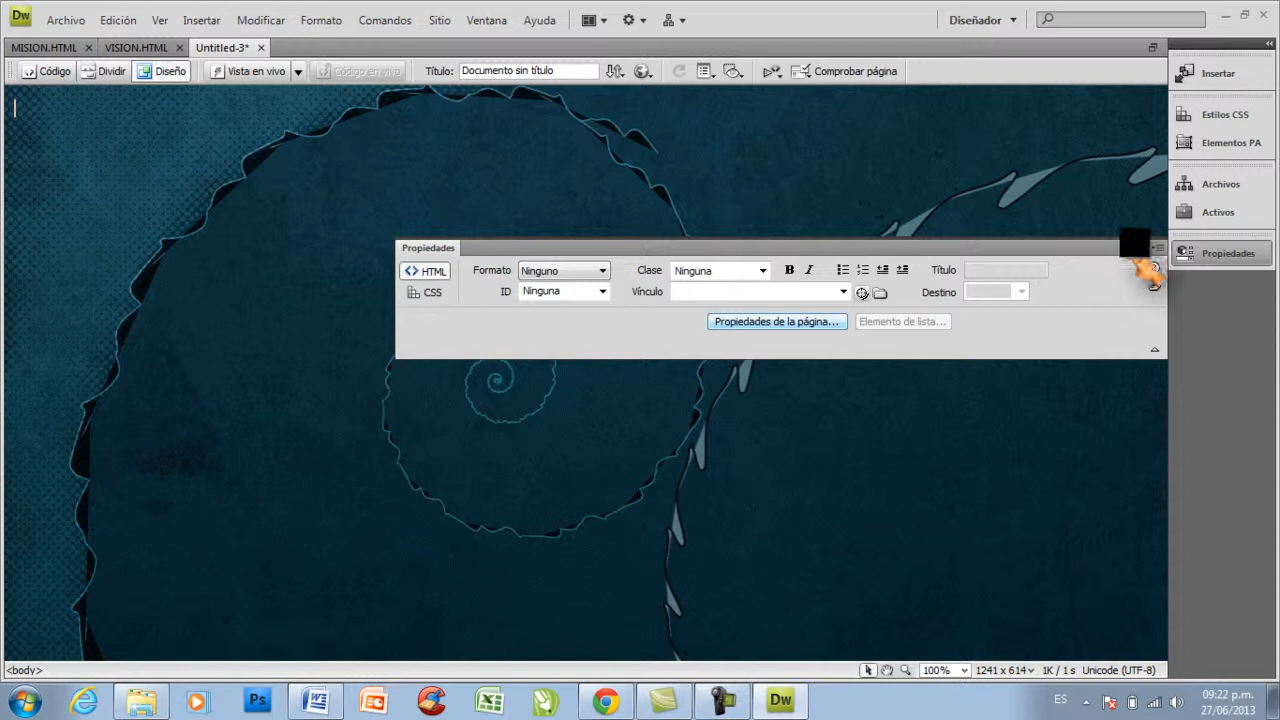 Dw Archivo Edición Ver Insertar Modificar Formato Comandos Sitio Ventana Ayuda Diseñador
MISION.HTML VISION.HTML Untitled-3*
Código Dividir Diseño Vista en vivo Código en vivo Título: Documento sin título Comprobar página
Insertar
Estilos CSS
Elementos PA
Archivos
Activos
Propiedades
Propiedades
HTML Formato Ninguno Clase Ninguna B I Título
CSS ID Ninguna Vínculo Destino
Propiedades de la página... Elemento de lista...
<body> 100% 1241 x 614 1K / 1 s Unicode (UTF-8)
Ps W Dw ES 09:22 p.m.
27/06/2013